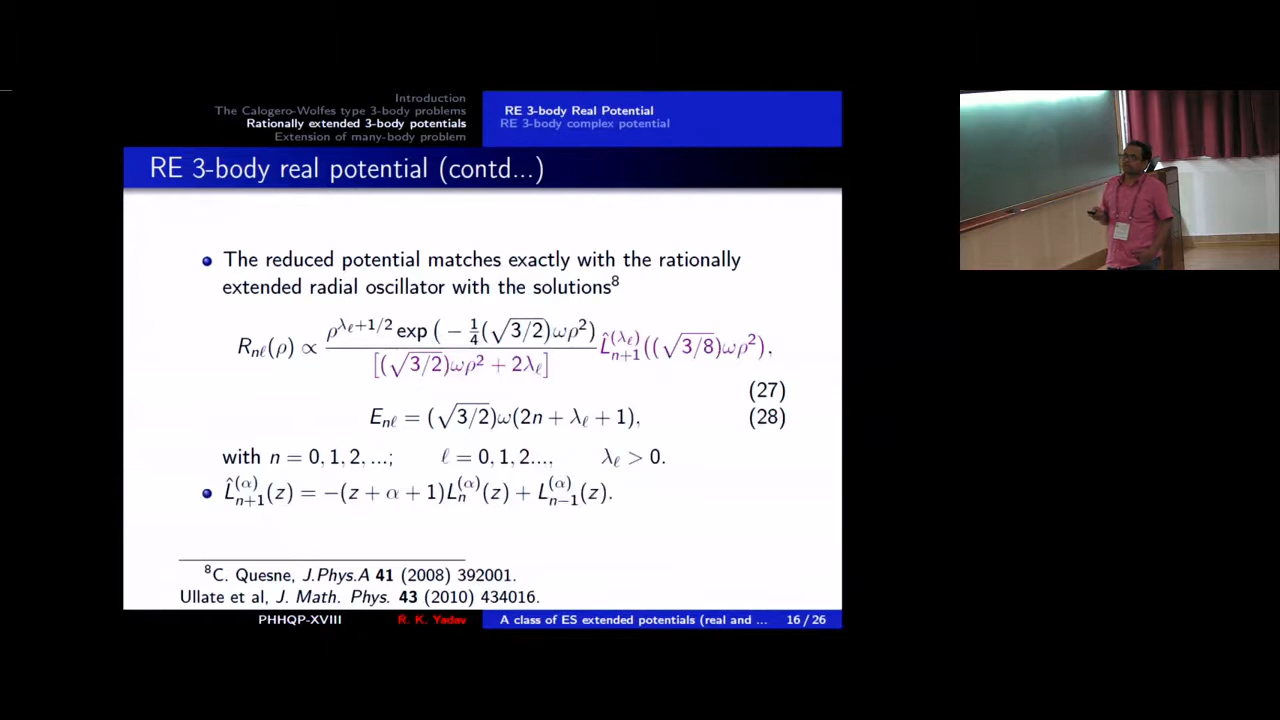 Introduction
The Calogero-Wolfes type 3-body problems
Rationally extended 3-body potentials
Extension of many-body problem
RE 3-body Real Potential
RE 3-body complex potential
RE 3-body real potential (contd...)
The reduced potential matches exactly with the rationally
extended radial oscillator with the solutions⁸
R_{nℓ}(ρ) ∝ \frac{ρ^{λ_ℓ+1/2} exp ( − \frac{1}{4}(√3/2)ωρ²)}{[(√3/2)ωρ² + 2λ_ℓ]} \hat{L}_{n+1}^{(λ_ℓ)}((√3/8)ωρ²),
(27)
E_{nℓ} = (√3/2)ω(2n + λ_ℓ + 1), (28)
with n = 0, 1, 2, ...; ℓ = 0, 1, 2..., λ_ℓ > 0.
\hat{L}_{n+1}^{(α)}(z) = −(z + α + 1)L_n^{(α)}(z) + L_{n−1}^{(α)}(z).
⁸C. Quesne, J.Phys.A 41 (2008) 392001.
Ullate et al, J. Math. Phys. 43 (2010) 434016.
PHHQP-XVIII R. K. Yadav A class of ES extended potentials (real and ... 16 / 26